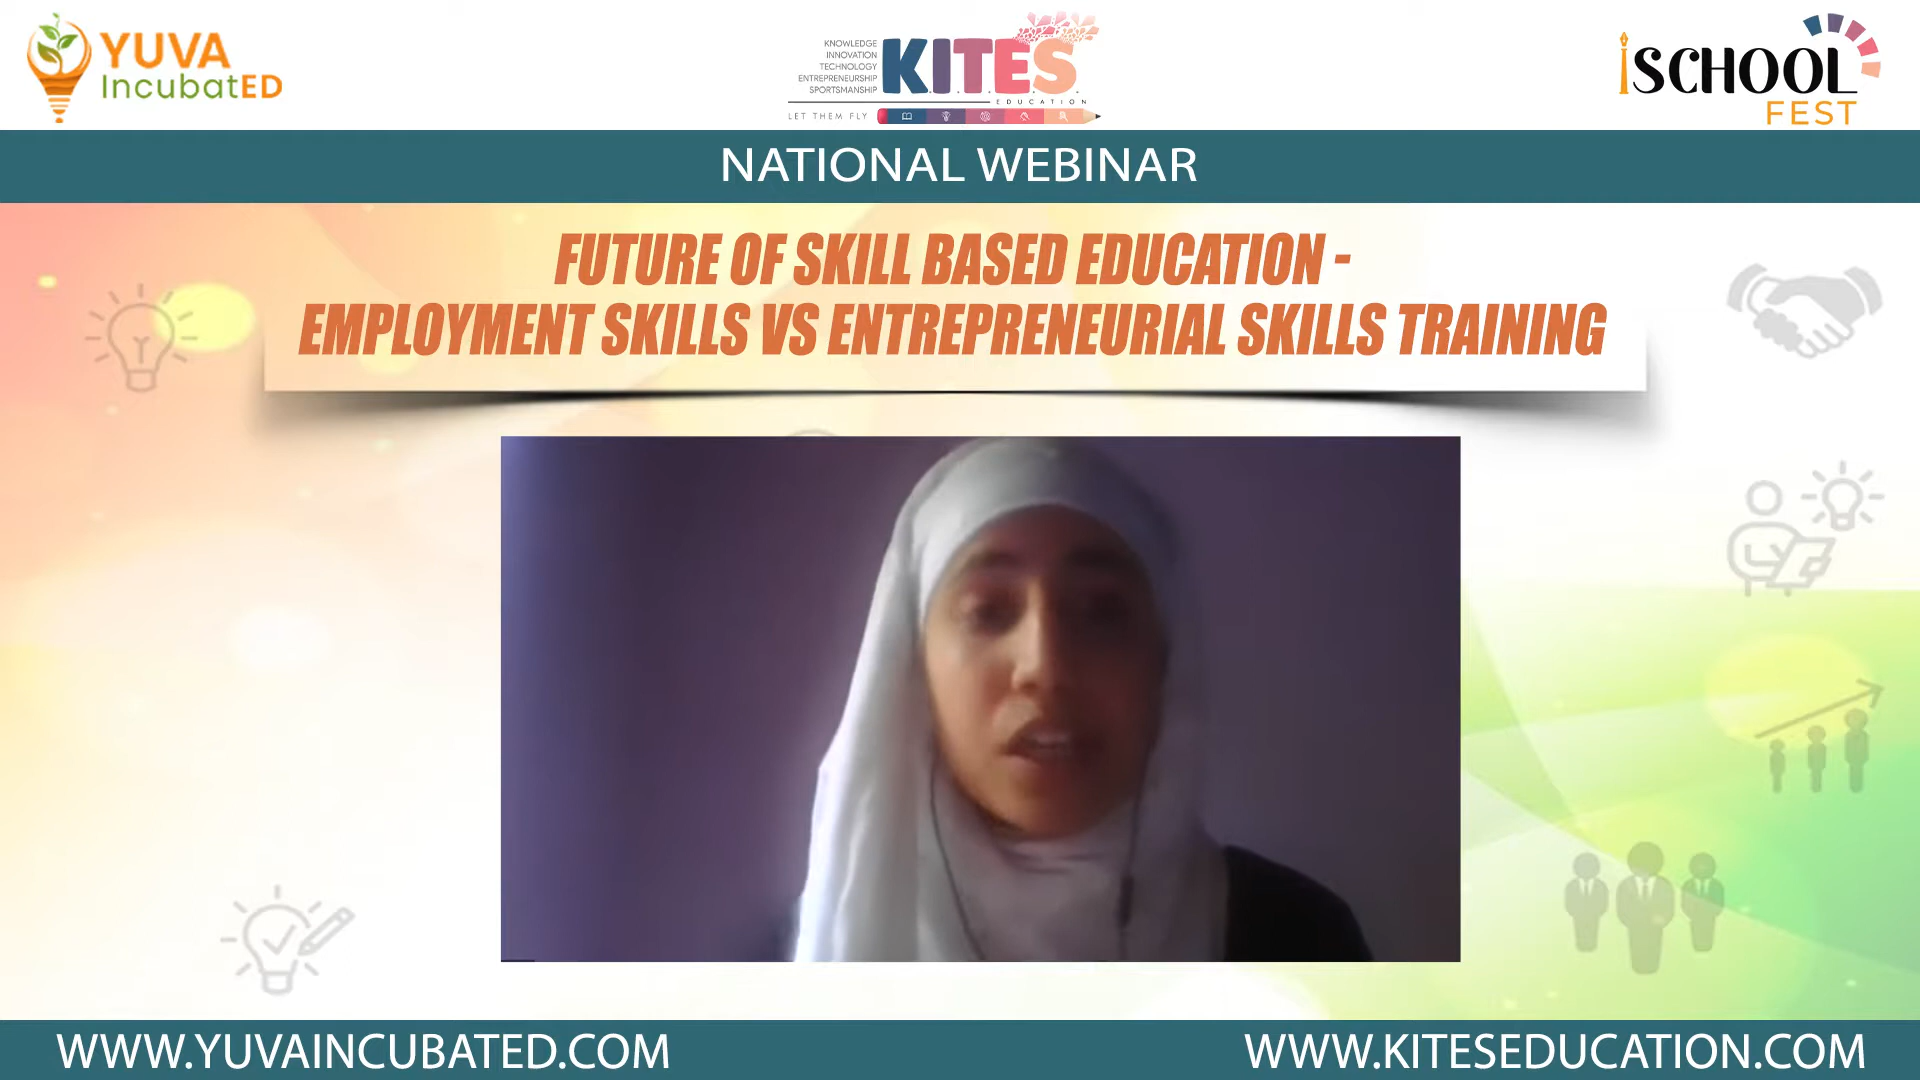 YUVA
IncubatED
KNOWLEDGE
INNOVATION
TECHNOLOGY
ENTREPRENEURSHIP
SPORTSMANSHIP
K.I.T.E.S.
EDUCATION
LET THEM FLY
iSCHOOL
FEST
NATIONAL WEBINAR
FUTURE OF SKILL BASED EDUCATION -
EMPLOYMENT SKILLS VS ENTREPRENEURIAL SKILLS TRAINING
WWW.YUVAINCUBATED.COM
WWW.KITESEDUCATION.COM